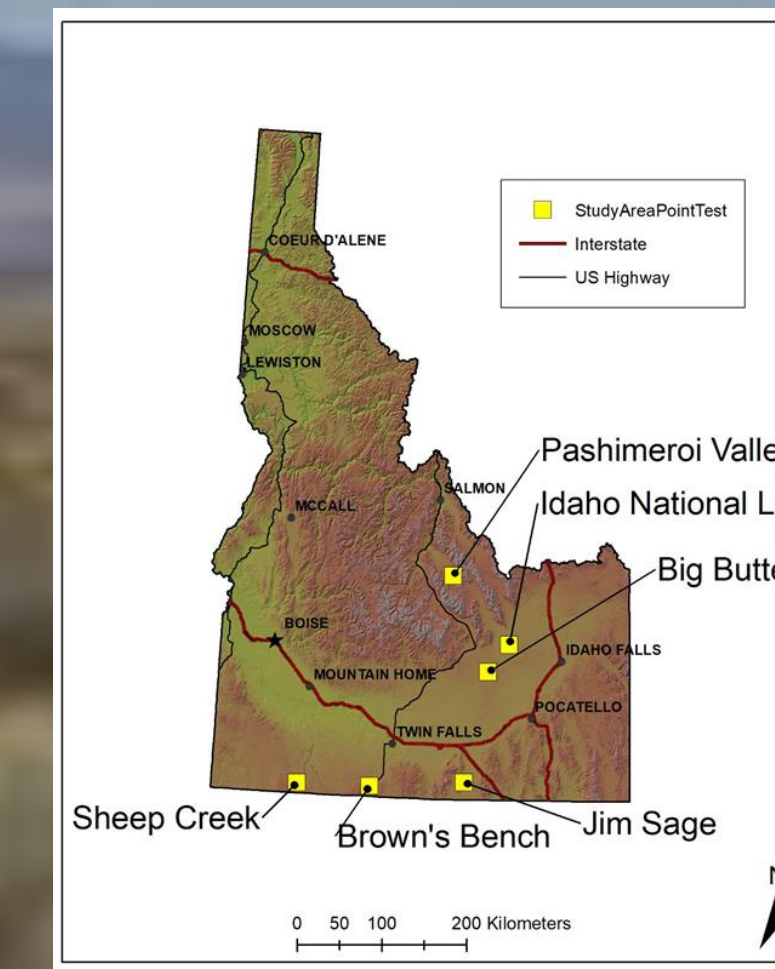 StudyAreaPointTest
Interstate
US Highway
COEUR D'ALENE
MOSCOW
LEWISTON
Pashimeroi Valle
SALMON
Idaho National L
MCCALL
Big Butte
BOISE
IDAHO FALLS
MOUNTAIN HOME
POCATELLO
TWIN FALLS
Sheep Creek
Brown's Bench
Jim Sage
N
0 50 100 200 Kilometers